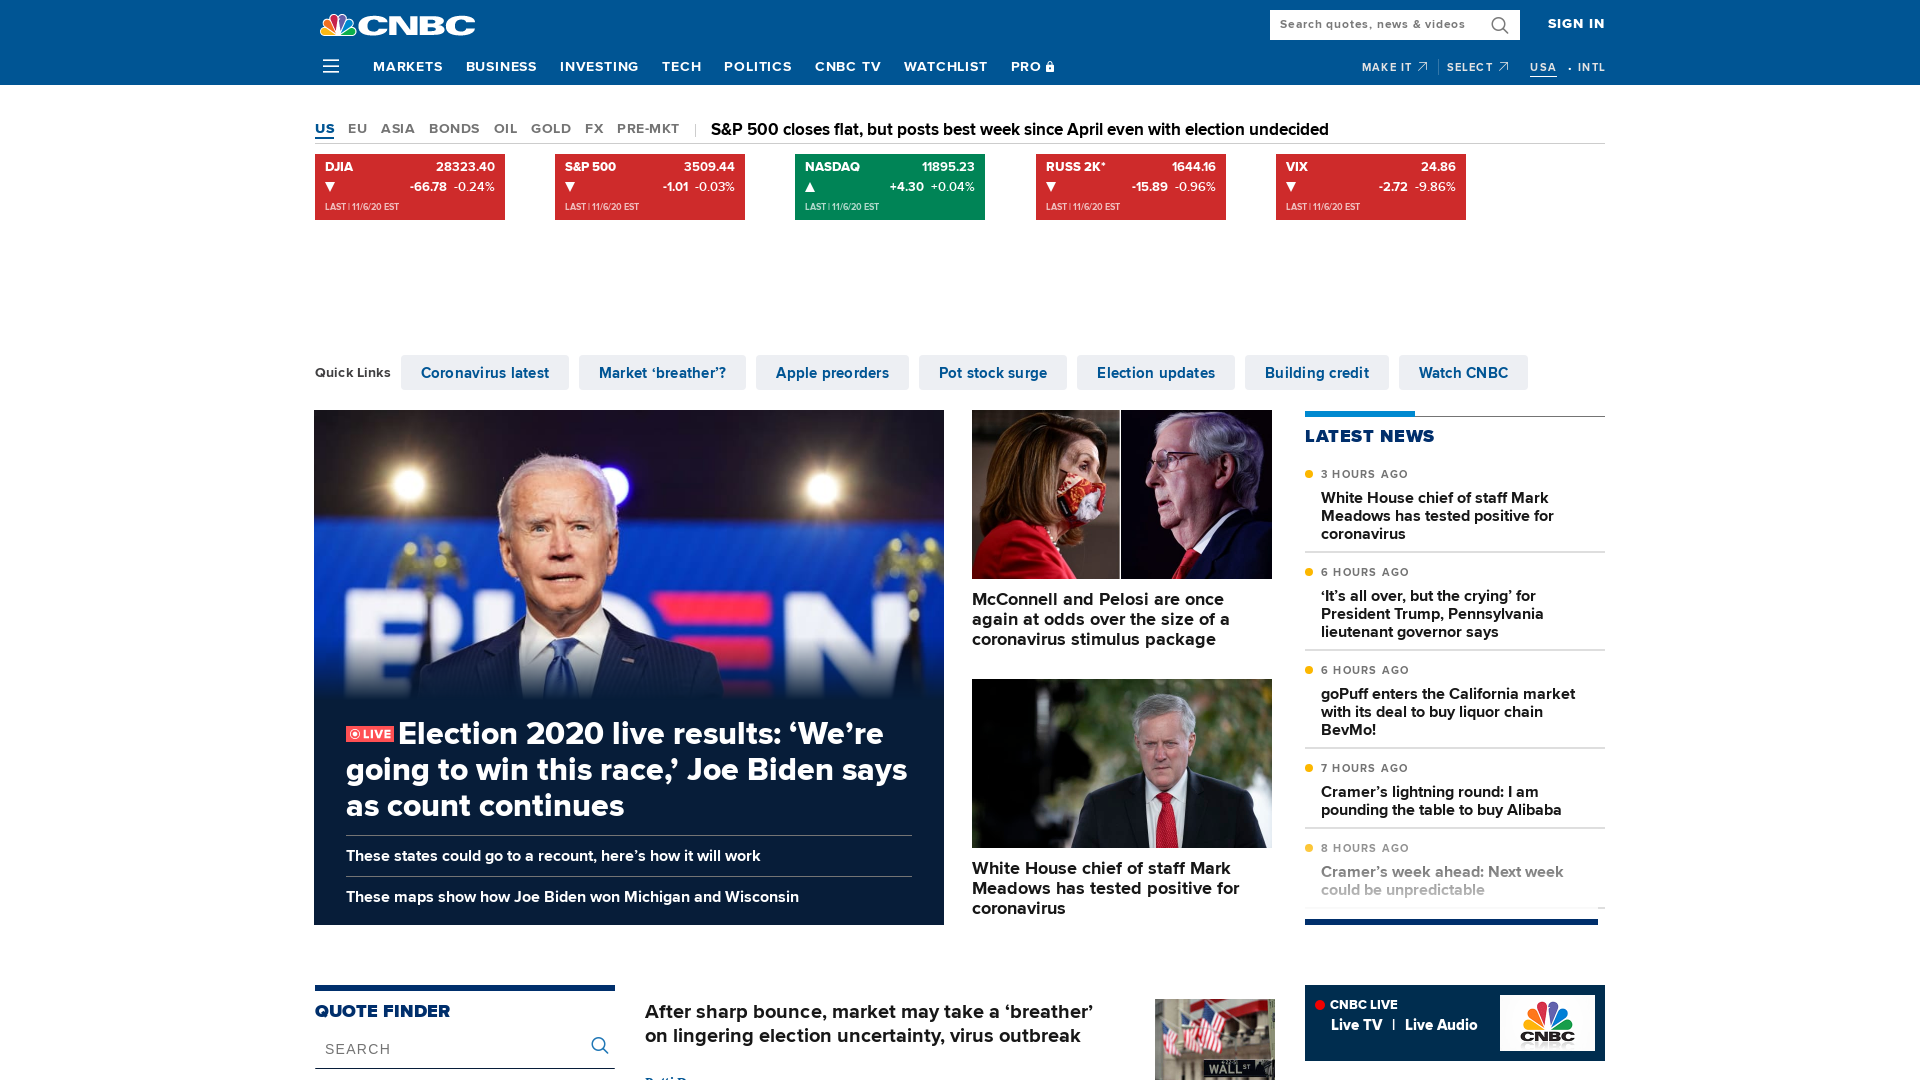 CNBC
Search quotes, news & videos
SIGN IN
MARKETS BUSINESS INVESTING TECH POLITICS CNBC TV WATCHLIST PRO
MAKE IT SELECT USA • INTL
US EU ASIA BONDS OIL GOLD FX PRE-MKT
S&P 500 closes flat, but posts best week since April even with election undecided
DJIA 28323.40
-66.78 -0.24%
LAST | 11/6/20 EST
S&P 500 3509.44
-1.01 -0.03%
LAST | 11/6/20 EST
NASDAQ 11895.23
+4.30 +0.04%
LAST | 11/6/20 EST
RUSS 2K* 1644.16
-15.89 -0.96%
LAST | 11/6/20 EST
VIX 24.86
-2.72 -9.86%
LAST | 11/6/20 EST
Quick Links Coronavirus latest Market ‘breather’? Apple preorders Pot stock surge Election updates Building credit Watch CNBC
BIDEN
LIVE Election 2020 live results: ‘We’re
going to win this race,’ Joe Biden says
as count continues
These states could go to a recount, here’s how it will work
These maps show how Joe Biden won Michigan and Wisconsin
McConnell and Pelosi are once
again at odds over the size of a
coronavirus stimulus package
White House chief of staff Mark
Meadows has tested positive for
coronavirus
LATEST NEWS
3 HOURS AGO
White House chief of staff Mark
Meadows has tested positive for
coronavirus
6 HOURS AGO
‘It’s all over, but the crying’ for
President Trump, Pennsylvania
lieutenant governor says
6 HOURS AGO
goPuff enters the California market
with its deal to buy liquor chain
BevMo!
7 HOURS AGO
Cramer’s lightning round: I am
pounding the table to buy Alibaba
8 HOURS AGO
Cramer’s week ahead: Next week
could be unpredictable
QUOTE FINDER
SEARCH
After sharp bounce, market may take a ‘breather’
on lingering election uncertainty, virus outbreak
WALL ST
CNBC LIVE
Live TV | Live Audio
CNBC